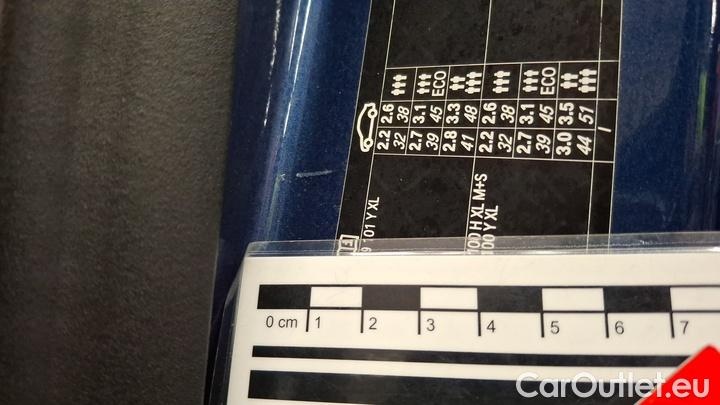 101 Y XL
2.2 2.6
32 38
2.7 3.1
39 45 ECO
2.8 3.3
41 48
H XL M+S 2.2 2.6
Y XL 32 38
2.7 3.1
39 45 ECO
3.0 3.5
44 51
/
0 cm 1 2 3 4 5 6 7
CarOutlet.eu